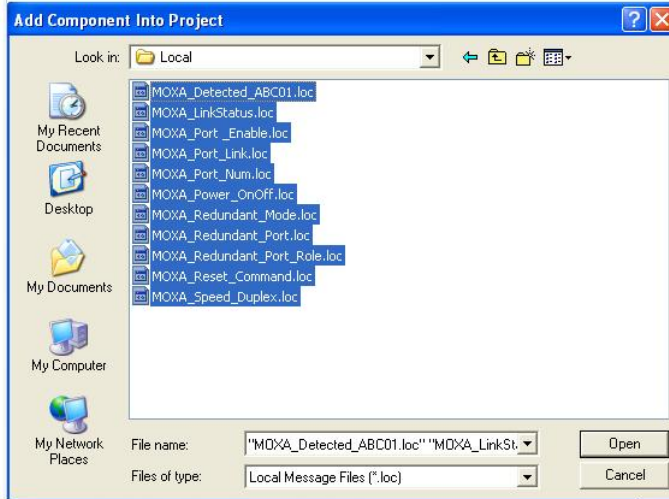 Add Component Into Project
Look in:
Local
My Recent
Documents
Desktop
My Documents
My Computer
My Network
Places
MOXA_Detected_ABC01.loc
MOXA_LinkStatus.loc
MOXA_Port _Enable.loc
MOXA_Port_Link.loc
MOXA_Port_Num.loc
MOXA_Power_OnOff.loc
MOXA_Redundant_Mode.loc
MOXA_Redundant_Port.loc
MOXA_Redundant_Port_Role.loc
MOXA_Reset_Command.loc
MOXA_Speed_Duplex.loc
File name:
"MOXA_Detected_ABC01.loc" "MOXA_LinkSt
Open
Files of type:
Local Message Files (*.loc)
Cancel